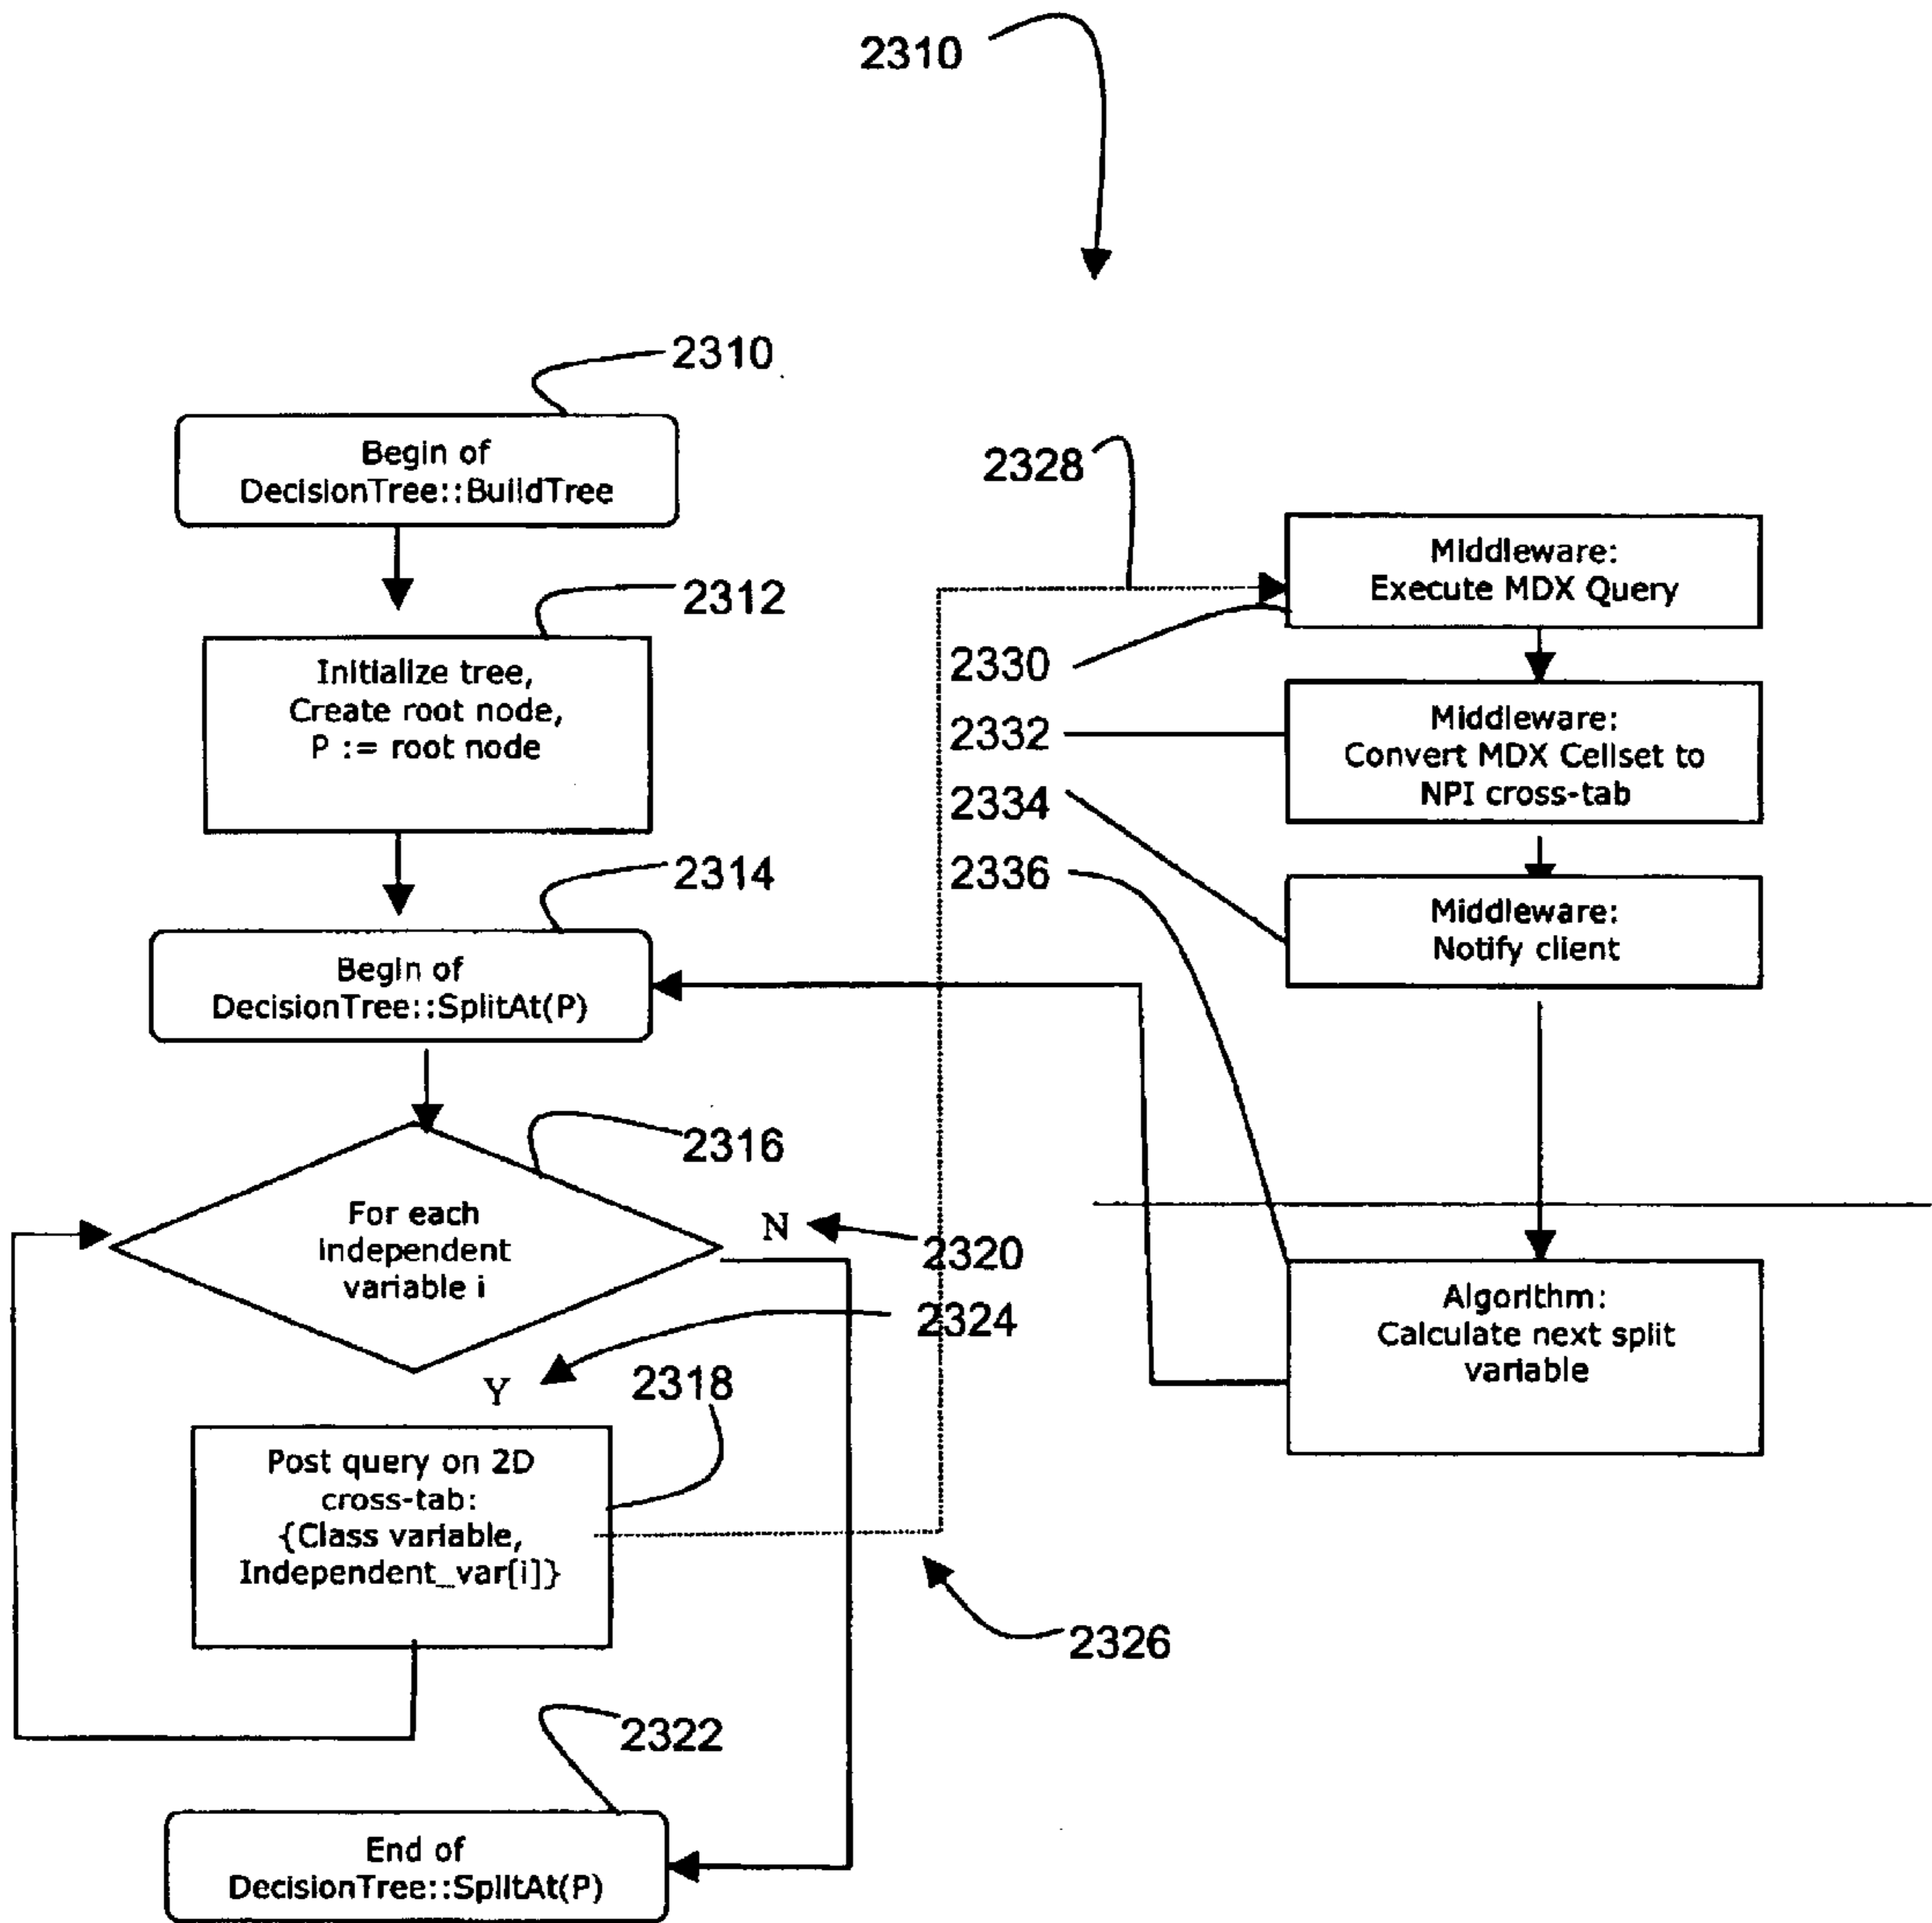 2310
2310
Begin of
DecisionTree::BuildTree
2312
Initialize tree,
Create root node,
P := root node
2314
Begin of
DecisionTree::SplitAt(P)
2316
For each
independent
variable i
N
2320
Y
2324
2318
Post query on 2D
cross-tab:
{Class variable,
Independent_var[i]}
2326
2322
End of
DecisionTree::SplitAt(P)
2328
Middleware:
Execute MDX Query
2330
2332
Middleware:
Convert MDX Cellset to
NPI cross-tab
2334
Middleware:
Notify client
2336
Algorithm:
Calculate next split
variable